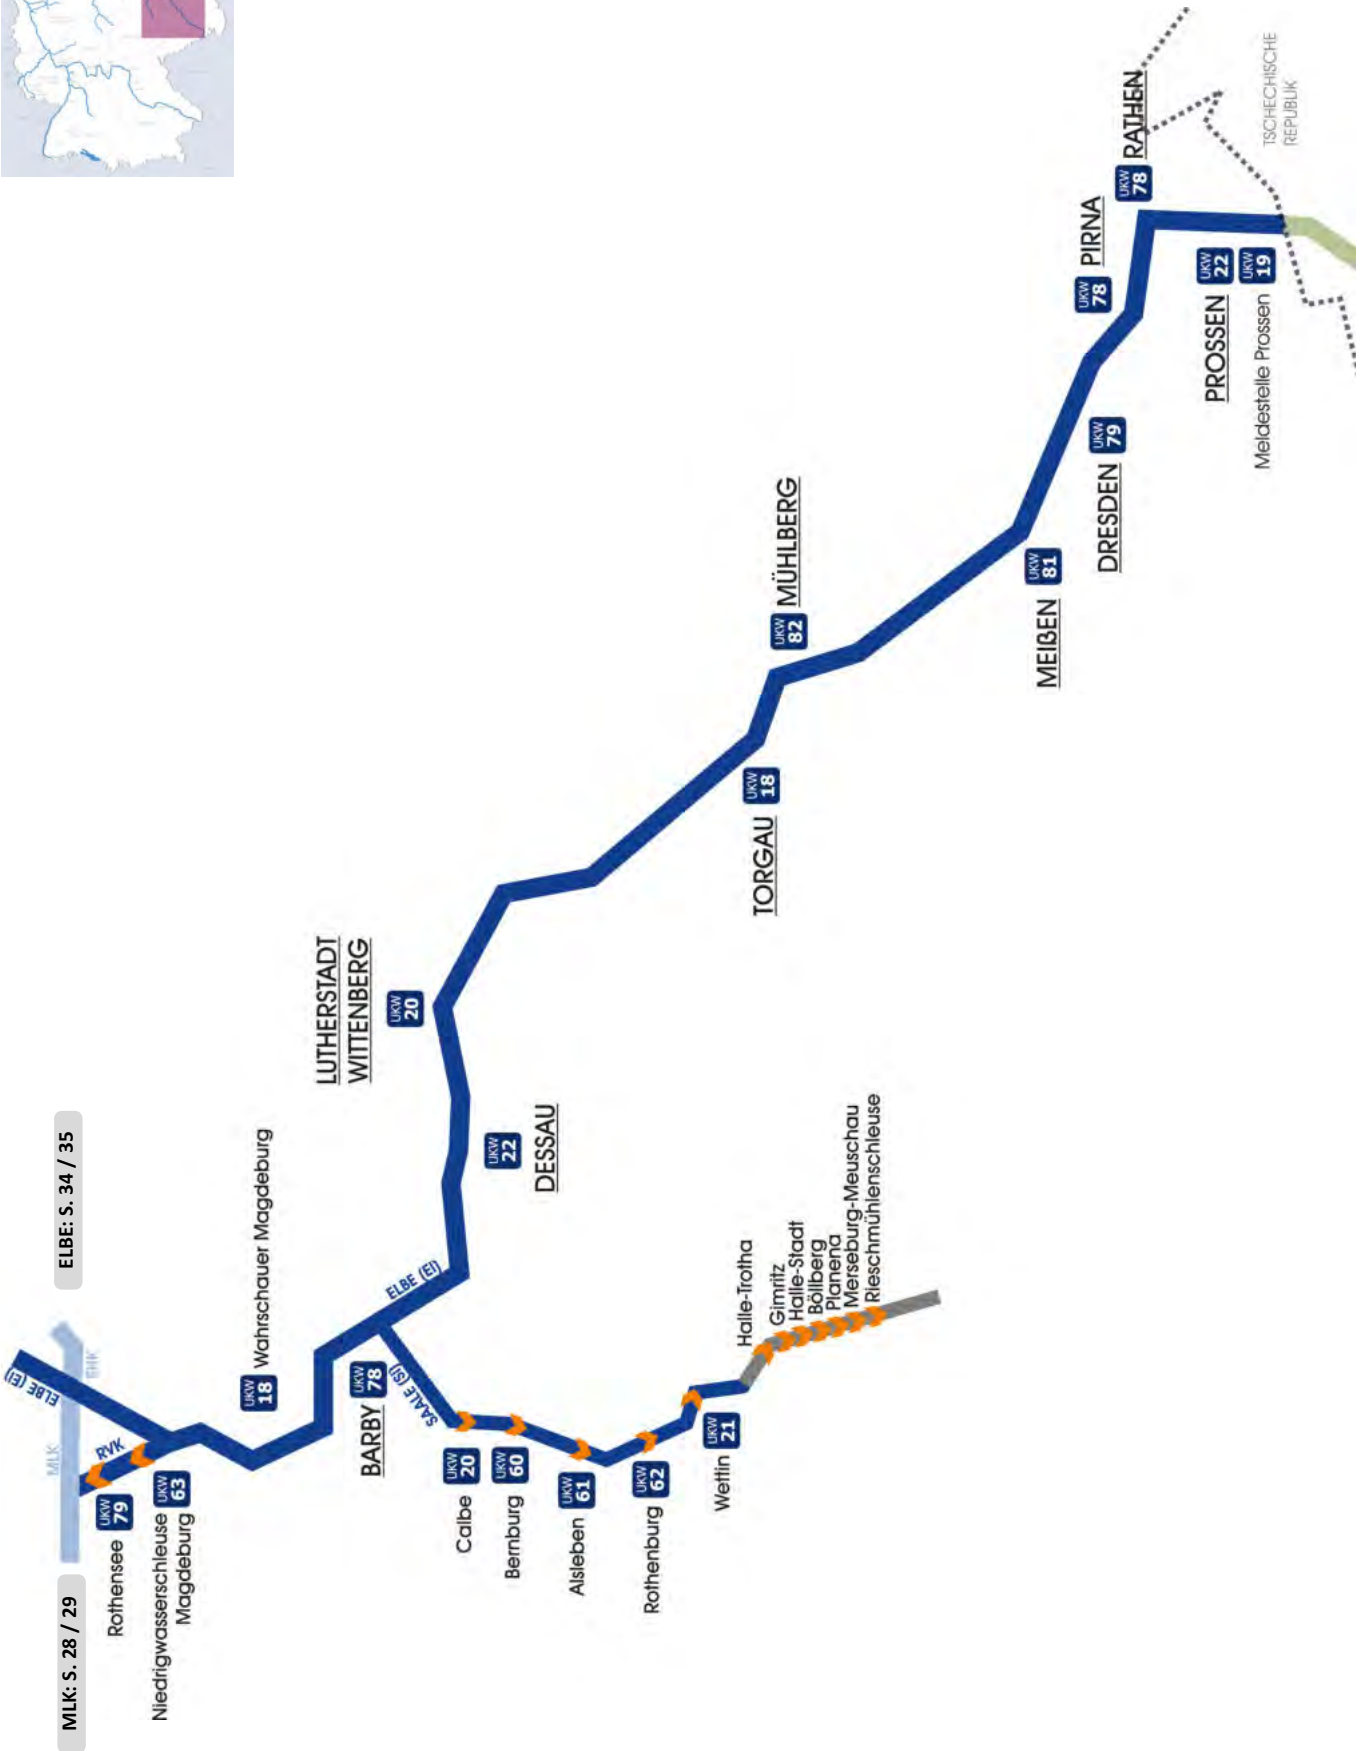 MLK: S. 28 / 29
ELBE: S. 34 / 35
MLK
EHK
ELBE (El)
RVK
Rothensee
UKW
79
Niedrigwasserschleuse
Magdeburg
UKW
63
UKW
18
Wahrschauer Magdeburg
BARBY
UKW
78
ELBE (El)
SAALE (Sl)
Calbe
UKW
20
Bernburg
UKW
60
Alsleben
UKW
61
Rothenburg
UKW
62
Wettin
UKW
21
Halle-Trotha
Gimritz
Halle-Stadt
Böllberg
Planena
Merseburg-Meuschau
Rieschmühlenschleuse
UKW
22
DESSAU
LUTHERSTADT
WITTENBERG
UKW
20
TORGAU
UKW
18
UKW
82
MÜHLBERG
MEIßEN
UKW
81
DRESDEN
UKW
79
UKW
78
PIRNA
UKW
78
RATHEN
PROSSEN
UKW
22
Meldestelle Prossen
UKW
19
TSCHECHISCHE
REPUBLIK